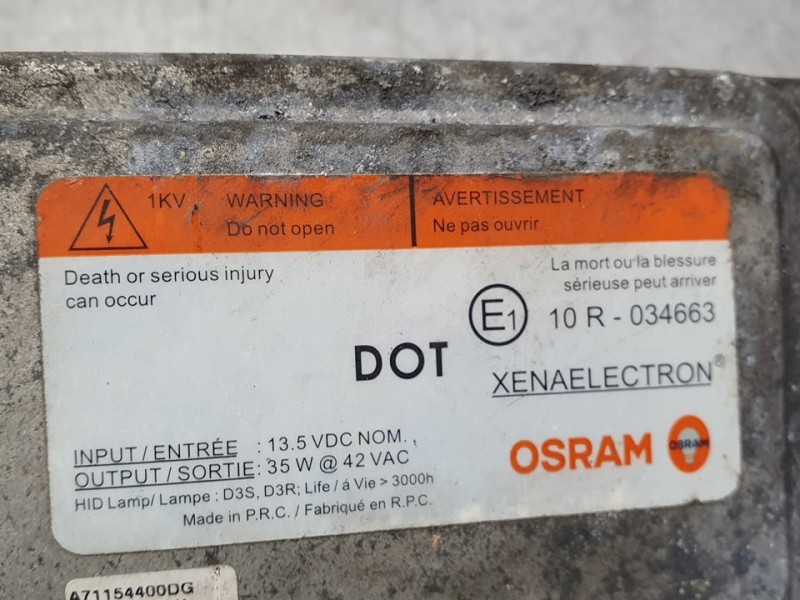 1KV WARNING
Do not open
AVERTISSEMENT
Ne pas ouvrir
Death or serious injury
can occur
La mort ou la blessure
sérieuse peut arriver
E1 10 R - 034663
DOT
XENAELECTRON®
INPUT / ENTRÉE : 13.5 VDC NOM.
OUTPUT / SORTIE: 35 W @ 42 VAC
HID Lamp/ Lampe : D3S, D3R; Life / á Vie > 3000h
Made in P.R.C. / Fabriqué en R.P.C.
OSRAM OSRAM
A71154400DG